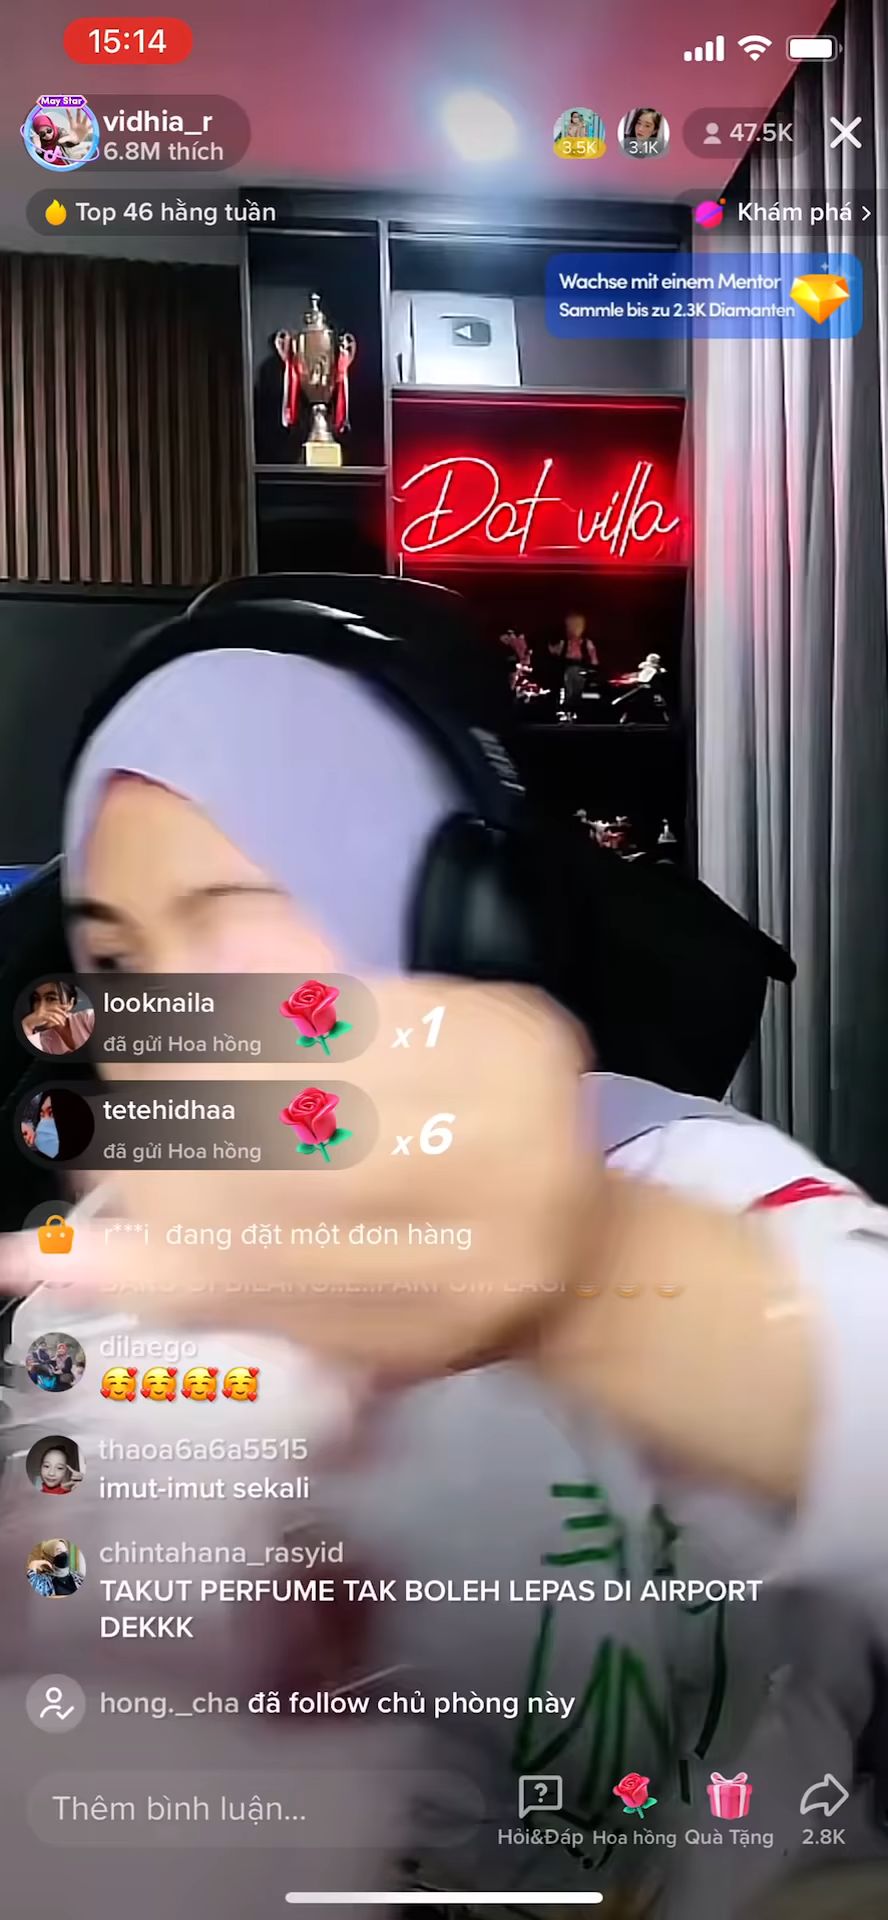 15:14
May Star
vidhia_r
6.8M thích
3.5K
3.1K
47.5K
Top 46 hằng tuần
Khám phá
Wachse mit einem Mentor
Sammle bis zu 2.3K Diamanten
Dot villa
looknaila
đã gửi Hoa hồng
x1
tetehidhaa
đã gửi Hoa hồng
x6
r***i đang đặt một đơn hàng
dilaego
🥰🥰🥰🥰
thaoa6a6a5515
imut-imut sekali
chintahana_rasyid
TAKUT PERFUME TAK BOLEH LEPAS DI AIRPORT
DEKKK
hong._cha đã follow chủ phòng này
Thêm bình luận...
Hỏi&Đáp
Hoa hồng
Quà Tặng
2.8K